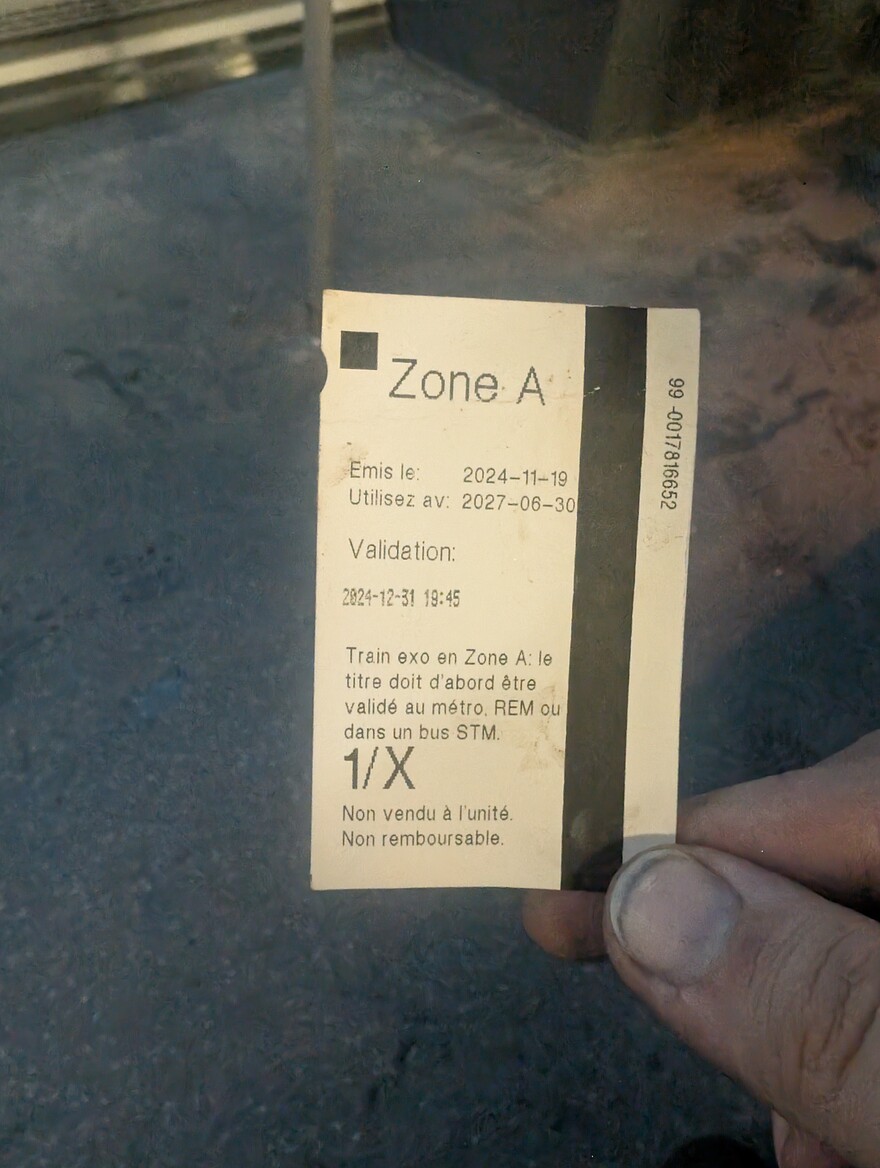 Zone A
Emis le: 2024-11-19
Utilisez av: 2027-06-30
Validation:
2024-12-31 19:45
Train exo en Zone A: le
titre doit d'abord être
validé au métro, REM ou
dans un bus STM.
1/X
Non vendu à l'unité.
Non remboursable.
99-0017816652